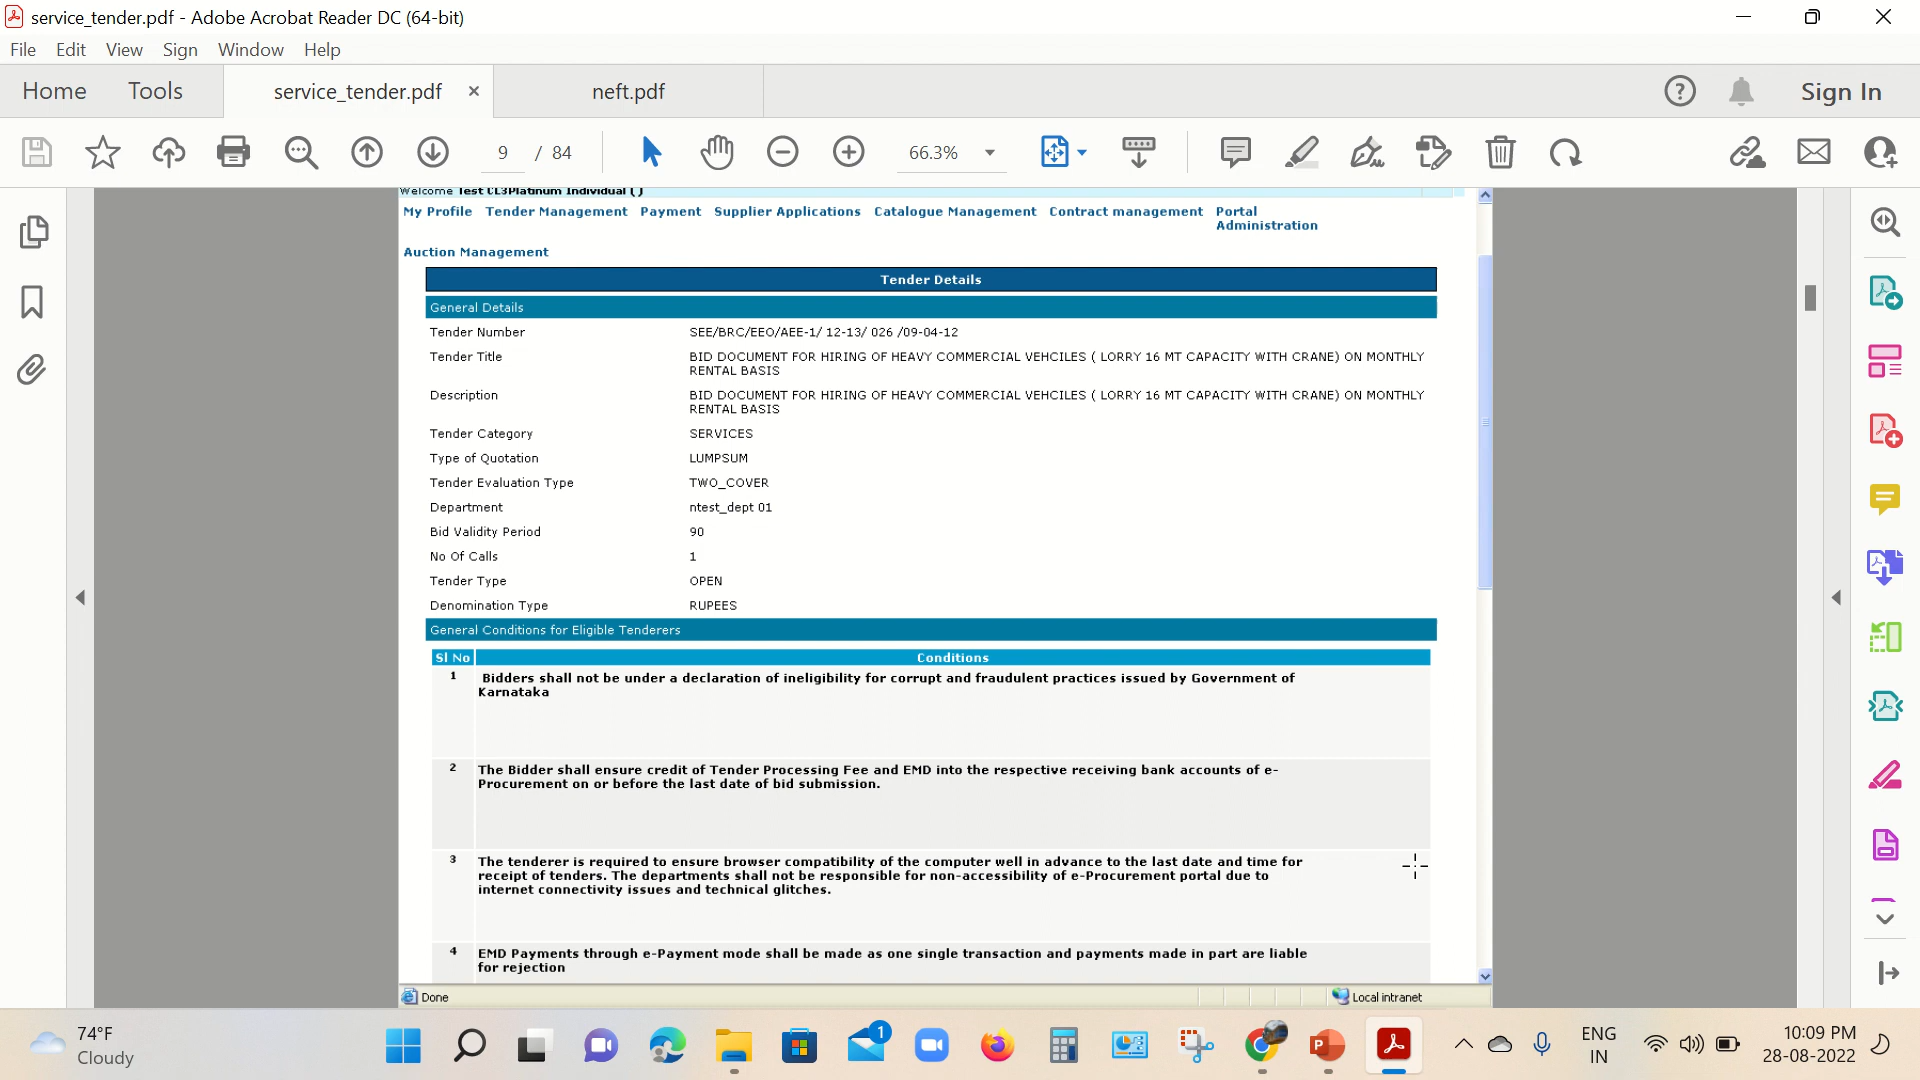 service_tender.pdf - Adobe Acrobat Reader DC (64-bit)
File Edit View Sign Window Help
Home Tools service_tender.pdf × neft.pdf Sign In
9 / 84 66.3%
Welcome Test CL3Platinum Individual ( )
My Profile Tender Management Payment Supplier Applications Catalogue Management Contract management Portal
Administration
Auction Management
Tender Details
General Details
Tender Number SEE/BRC/EEO/AEE-1/ 12-13/ 026 /09-04-12
Tender Title BID DOCUMENT FOR HIRING OF HEAVY COMMERCIAL VEHCILES ( LORRY 16 MT CAPACITY WITH CRANE) ON MONTHLY
RENTAL BASIS
Description BID DOCUMENT FOR HIRING OF HEAVY COMMERCIAL VEHCILES ( LORRY 16 MT CAPACITY WITH CRANE) ON MONTHLY
RENTAL BASIS
Tender Category SERVICES
Type of Quotation LUMPSUM
Tender Evaluation Type TWO_COVER
Department ntest_dept 01
Bid Validity Period 90
No Of Calls 1
Tender Type OPEN
Denomination Type RUPEES
General Conditions for Eligible Tenderers
Sl No Conditions
1 Bidders shall not be under a declaration of ineligibility for corrupt and fraudulent practices issued by Government of
Karnataka
2 The Bidder shall ensure credit of Tender Processing Fee and EMD into the respective receiving bank accounts of e-
Procurement on or before the last date of bid submission.
3 The tenderer is required to ensure browser compatibility of the computer well in advance to the last date and time for
receipt of tenders. The departments shall not be responsible for non-accessibility of e-Procurement portal due to
internet connectivity issues and technical glitches.
4 EMD Payments through e-Payment mode shall be made as one single transaction and payments made in part are liable
for rejection
Done Local intranet
74°F
Cloudy
1
ENG
IN
10:09 PM
28-08-2022